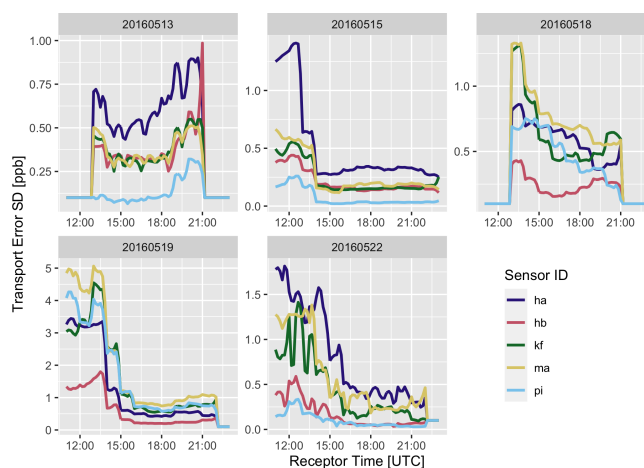 20160513
20160515
20160518
1.00
0.75
0.50
0.25
1.0
0.5
0.0
1.0
0.5
12:00 15:00 18:00 21:00
12:00 15:00 18:00 21:00
12:00 15:00 18:00 21:00
Transport Error SD [ppb]
20160519
20160522
5
4
3
2
1
0
1.5
1.0
0.5
0.0
12:00 15:00 18:00 21:00
12:00 15:00 18:00 21:00
Receptor Time [UTC]
Sensor ID
ha
hb
kf
ma
pi